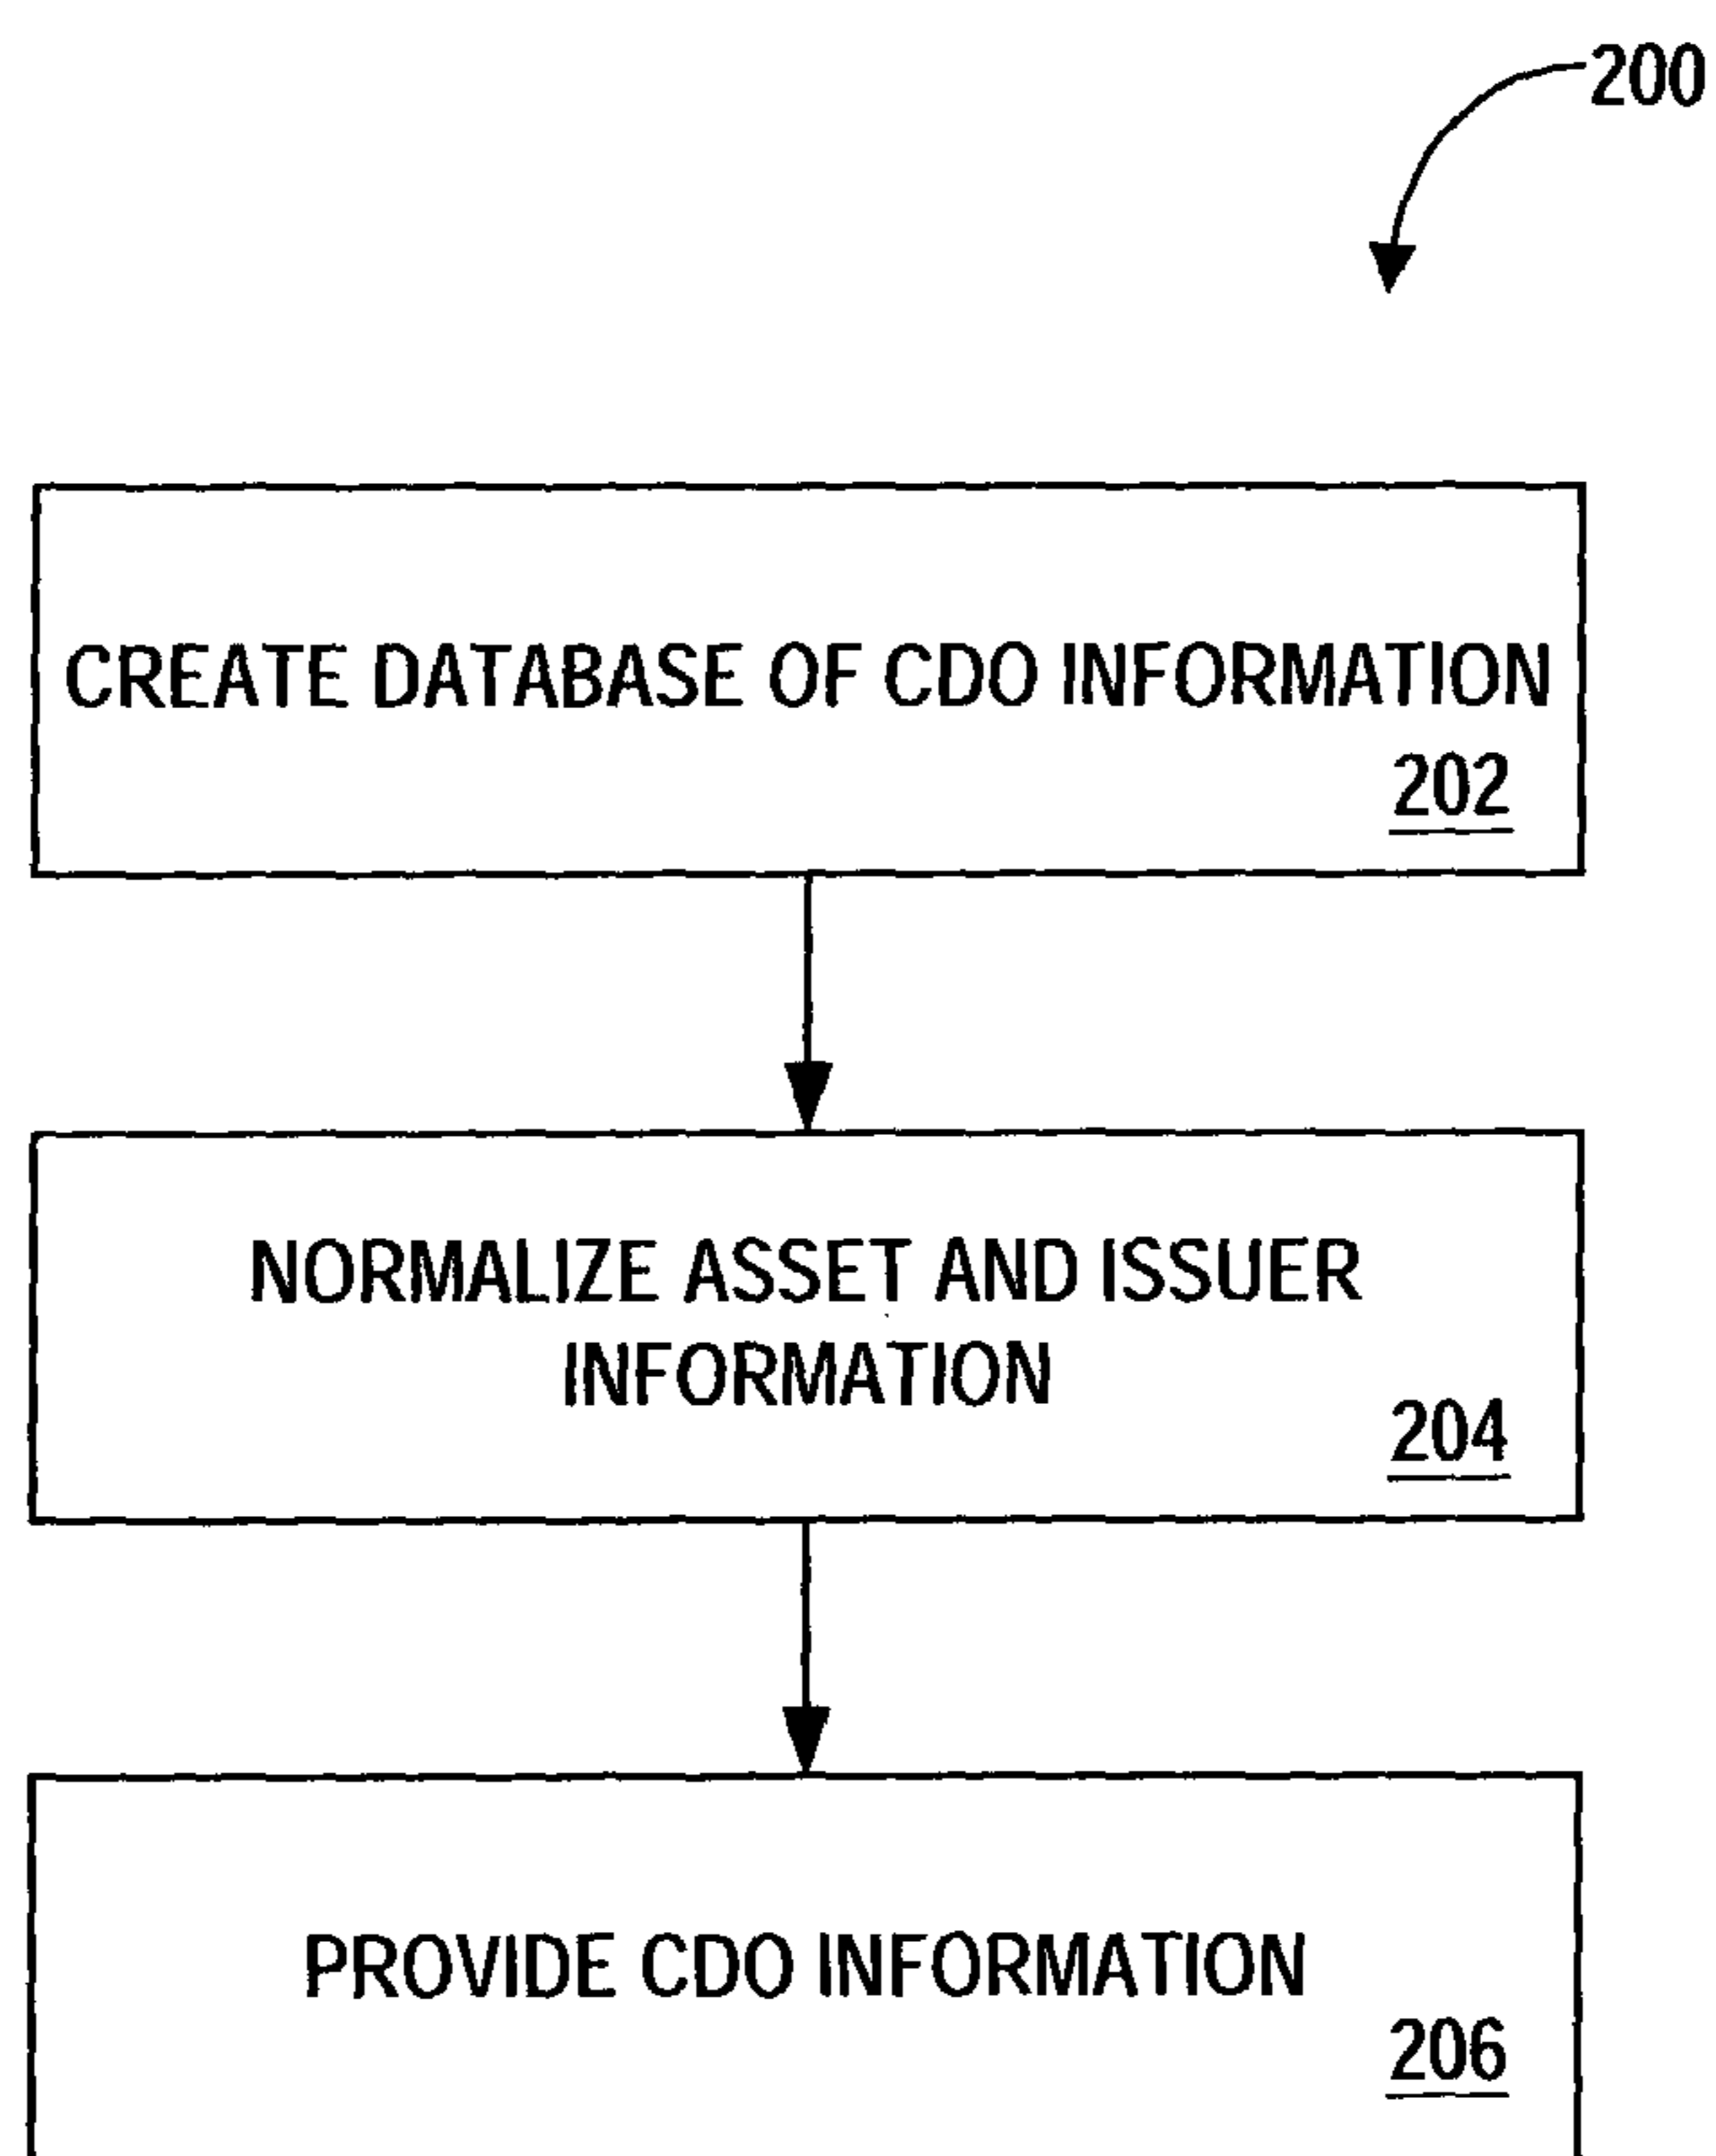 200
CREATE DATABASE OF CDO INFORMATION
202
NORMALIZE ASSET AND ISSUER
INFORMATION
204
PROVIDE CDO INFORMATION
206